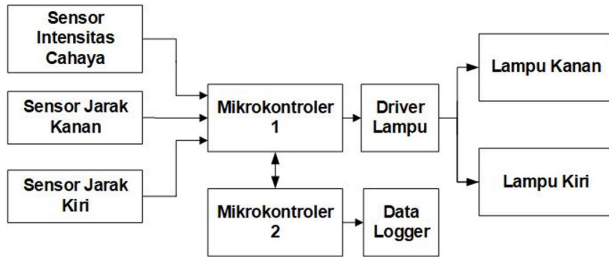 Sensor
Intensitas
Cahaya
Sensor Jarak
Kanan
Sensor Jarak
Kiri
Mikrokontroler
1
Mikrokontroler
2
Driver
Lampu
Data
Logger
Lampu Kanan
Lampu Kiri